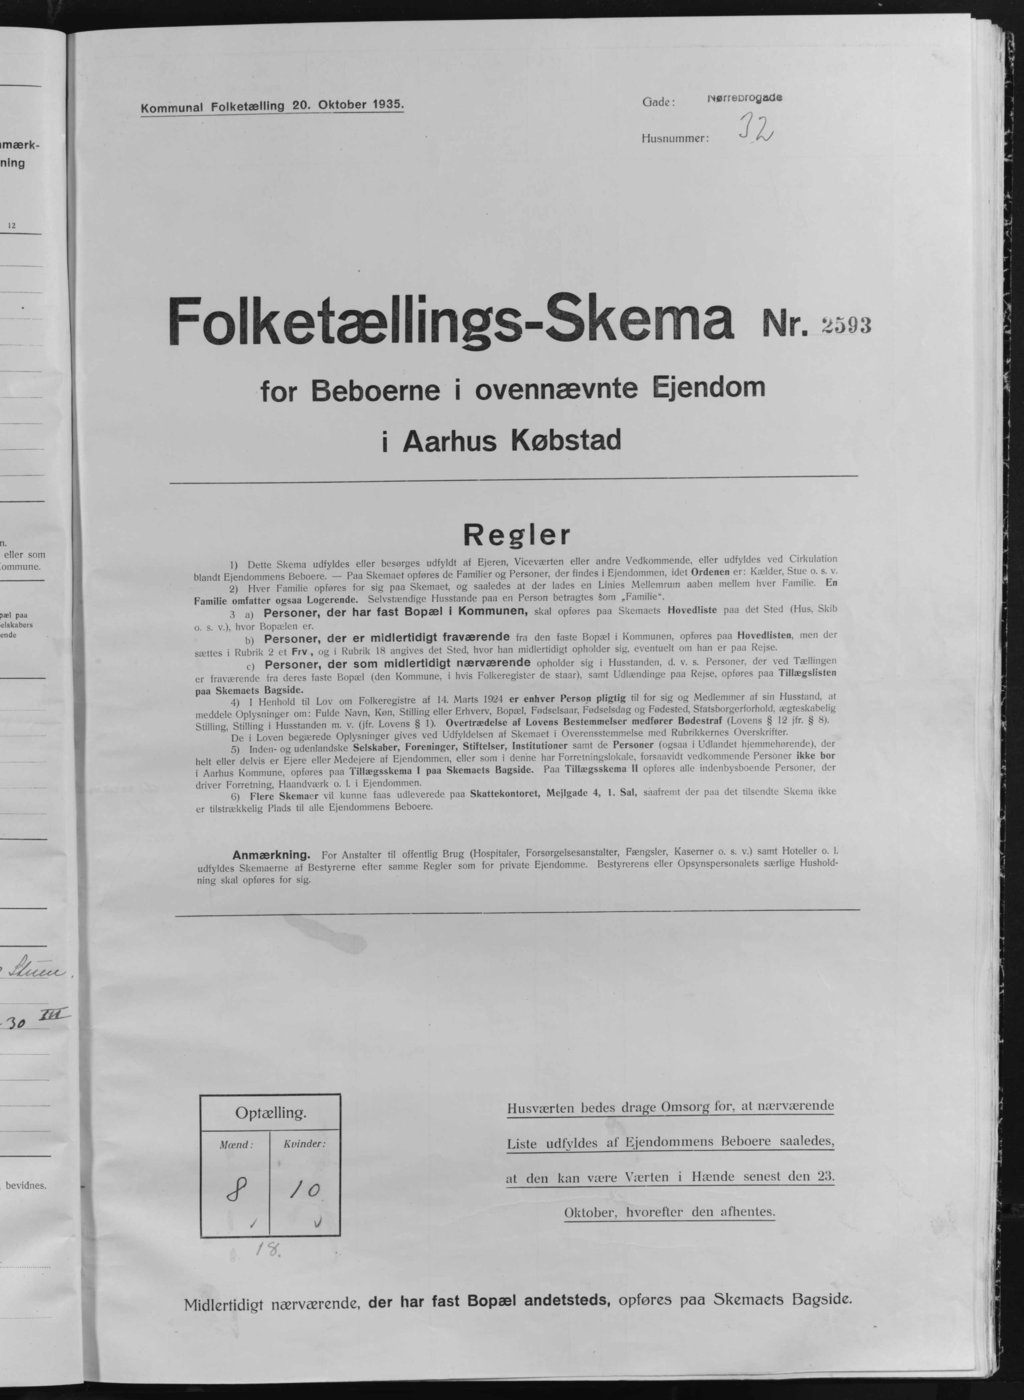 Kommunal Folketælling 20. Oktober 1935.
Gade: Nørrebrogade
Husnummer: 32
mærk-
ning
12
Folketællings-Skema Nr. 2593
for Beboerne i ovennævnte Ejendom
i Aarhus Købstad
n.
eller som
ommune.
pæl paa
elskabers
ende
Regler
1) Dette Skema udfyldes eller besørges udfyldt af Ejeren, Viceværten eller andre Vedkommende, eller udfyldes ved Cirkulation
blandt Ejendommens Beboere. — Paa Skemaet opføres de Familier og Personer, der findes i Ejendommen, idet Ordenen er: Kælder, Stue o. s. v.
2) Hver Familie opføres for sig paa Skemaet, og saaledes at der lades en Linies Mellemrum aaben mellem hver Familie. En
Familie omfatter ogsaa Logerende. Selvstændige Husstande paa en Person betragtes som „Familie".
3 a) Personer, der har fast Bopæl i Kommunen, skal opføres paa Skemaets Hovedliste paa det Sted (Hus, Skib
o. s. v.), hvor Bopælen er.
b) Personer, der er midlertidigt fraværende fra den faste Bopæl i Kommunen, opføres paa Hovedlisten, men der
sættes i Rubrik 2 et Frv, og i Rubrik 18 angives det Sted, hvor han midlertidigt opholder sig, eventuelt om han er paa Rejse.
c) Personer, der som midlertidigt nærværende opholder sig i Husstanden, d. v. s. Personer, der ved Tællingen
er fraværende fra deres faste Bopæl (den Kommune, i hvis Folkeregister de staar), samt Udlændinge paa Rejse, opføres paa Tillægslisten
paa Skemaets Bagside.
4) I Henhold til Lov om Folkeregistre af 14. Marts 1924 er enhver Person pligtig til for sig og Medlemmer af sin Husstand, at
meddele Oplysninger om: Fulde Navn, Køn, Stilling eller Erhverv, Bopæl, Fødselsaar, Fødselsdag og Fødested, Statsborgerforhold, ægteskabelig
Stilling, Stilling i Husstanden m. v. (jfr. Lovens § 1). Overtrædelse af Lovens Bestemmelser medfører Bødestraf (Lovens § 12 jfr. § 8).
De i Loven begærede Oplysninger gives ved Udfyldelsen af Skemaet i Overensstemmelse med Rubrikkernes Overskrifter.
5) Inden- og udenlandske Selskaber, Foreninger, Stiftelser, Institutioner samt de Personer (ogsaa i Udlandet hjemmehørende), der
helt eller delvis er Ejere eller Medejere af Ejendommen, eller som i denne har Forretningslokale, forsaavidt vedkommende Personer ikke bor
i Aarhus Kommune, opføres paa Tillægsskema I paa Skemaets Bagside. Paa Tillægsskema II opføres alle indenbysboende Personer, der
driver Forretning, Haandværk o. l. i Ejendommen.
6) Flere Skemaer vil kunne faas udleverede paa Skattekontoret, Mejlgade 4, 1. Sal, saafremt der paa det tilsendte Skema ikke
er tilstrækkelig Plads til alle Ejendommens Beboere.
Anmærkning. For Anstalter til offentlig Brug (Hospitaler, Forsørgelsesanstalter, Fængsler, Kaserner o. s. v.) samt Hoteller o. l.
udfyldes Skemaerne af Bestyrerne efter samme Regler som for private Ejendomme. Bestyrerens eller Opsynspersonalets særlige Hushold-
ning skal opføres for sig.
Stuen.
30 III
bevidnes.
Optælling.
Mænd: Kvinder:
8 10
18.
Husværten bedes drage Omsorg for, at nærværende
Liste udfyldes af Ejendommens Beboere saaledes,
at den kan være Værten i Hænde senest den 23.
Oktober, hvorefter den afhentes.
Midlertidigt nærværende, der har fast Bopæl andetsteds, opføres paa Skemaets Bagside.